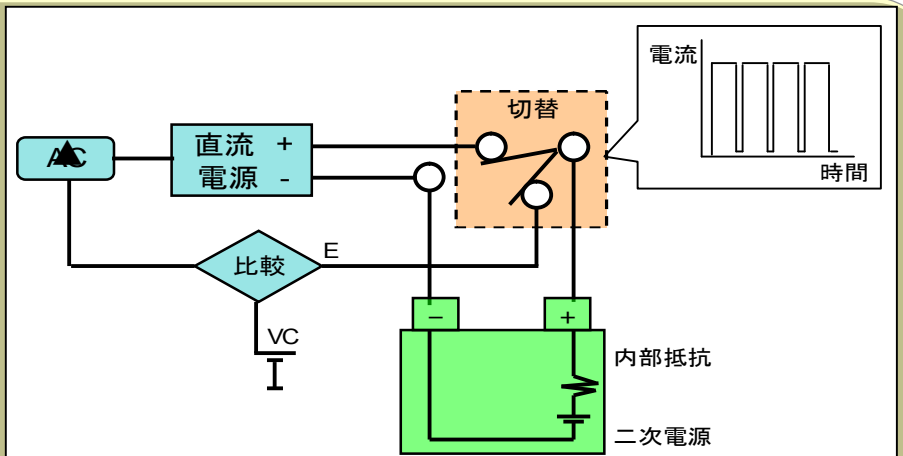 電流
時間
切替
AC
直流 +
電源 -
比較
E
VC
− +
内部抵抗
二次電源